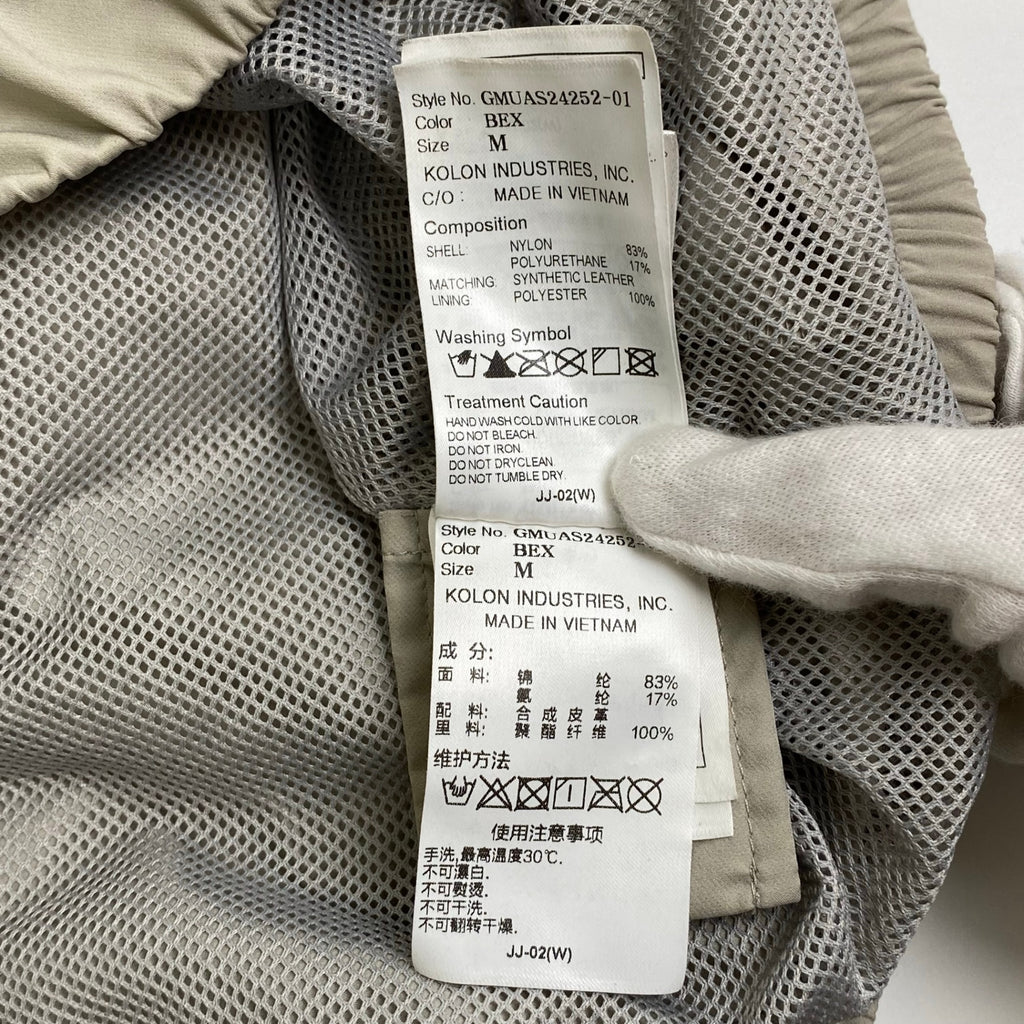 Style No. GMUAS24252-01
Color : BEX
Size M
KOLON INDUSTRIES, INC.
C/O : MADE IN VIETNAM
Composition
SHELL: NYLON 83%
POLYURETHANE 17%
MATCHING: SYNTHETIC LEATHER
LINING: POLYESTER 100%
Washing Symbol
Treatment Caution
HAND WASH COLD WITH LIKE COLOR.
DO NOT BLEACH.
DO NOT IRON.
DO NOT DRYCLEAN.
DO NOT TUMBLE DRY.
JJ-02(W)
Style No. GMUAS24252-
Color BEX
Size M
KOLON INDUSTRIES, INC.
MADE IN VIETNAM
成 分:
面 料: 锦 纶 83%
氨 纶 17%
配 料: 合 成 皮 革
里 料: 聚 酯 纤 维 100%
维护方法
使用注意事项
手洗,最高温度30℃.
不可漂白.
不可熨烫.
不可干洗.
不可翻转干燥.
JJ-02(W)